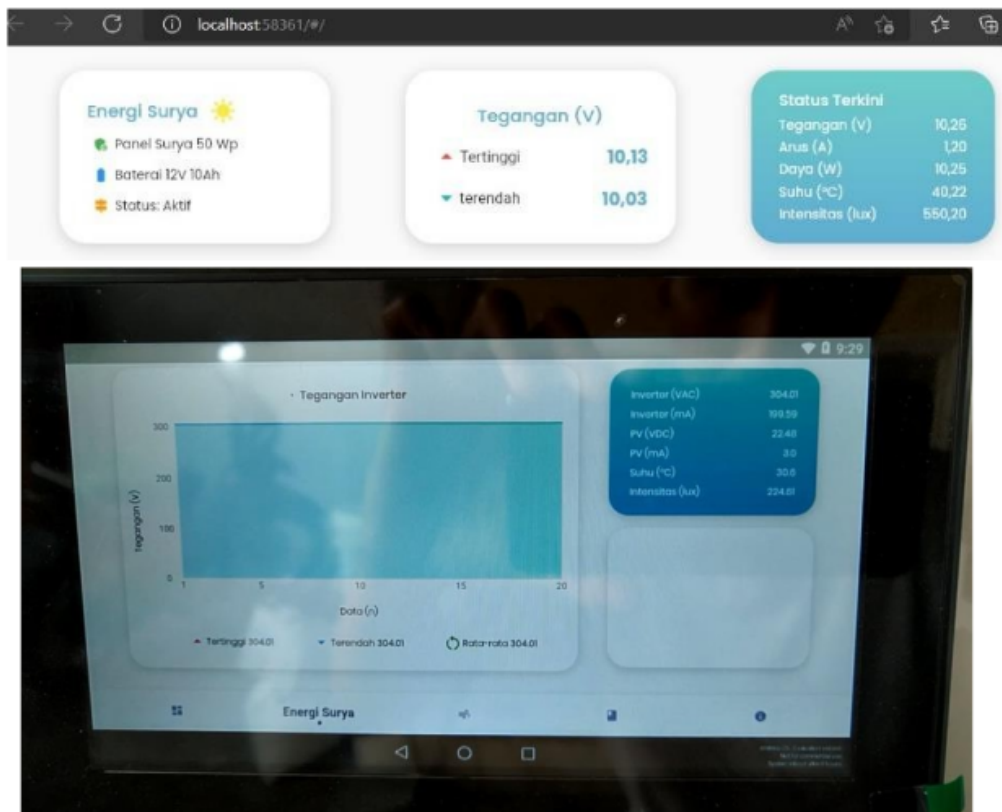 localhost:58361/#/
Energi Surya
Panel Surya 50 Wp
Baterai 12V 10Ah
Status: Aktif
Tegangan (V)
Tertinggi 10,13
terendah 10,03
Status Terkini
Tegangan (V) 10,26
Arus (A) 1,20
Daya (W) 10,25
Suhu (°C) 40,22
Intensitas (lux) 550,20
9:29
Tegangan Inverter
300
200
100
0
Tegangan (V)
1 5 10 15 20
Data (n)
Tertinggi 304.01 Terendah 304.01 Rata-rata 304.01
Inverter (VAC) 304.01
Inverter (mA) 199.59
PV (VDC) 22.48
PV (mA) 3.0
Suhu (°C) 30.6
Intensitas (lux) 224.61
Energi Surya